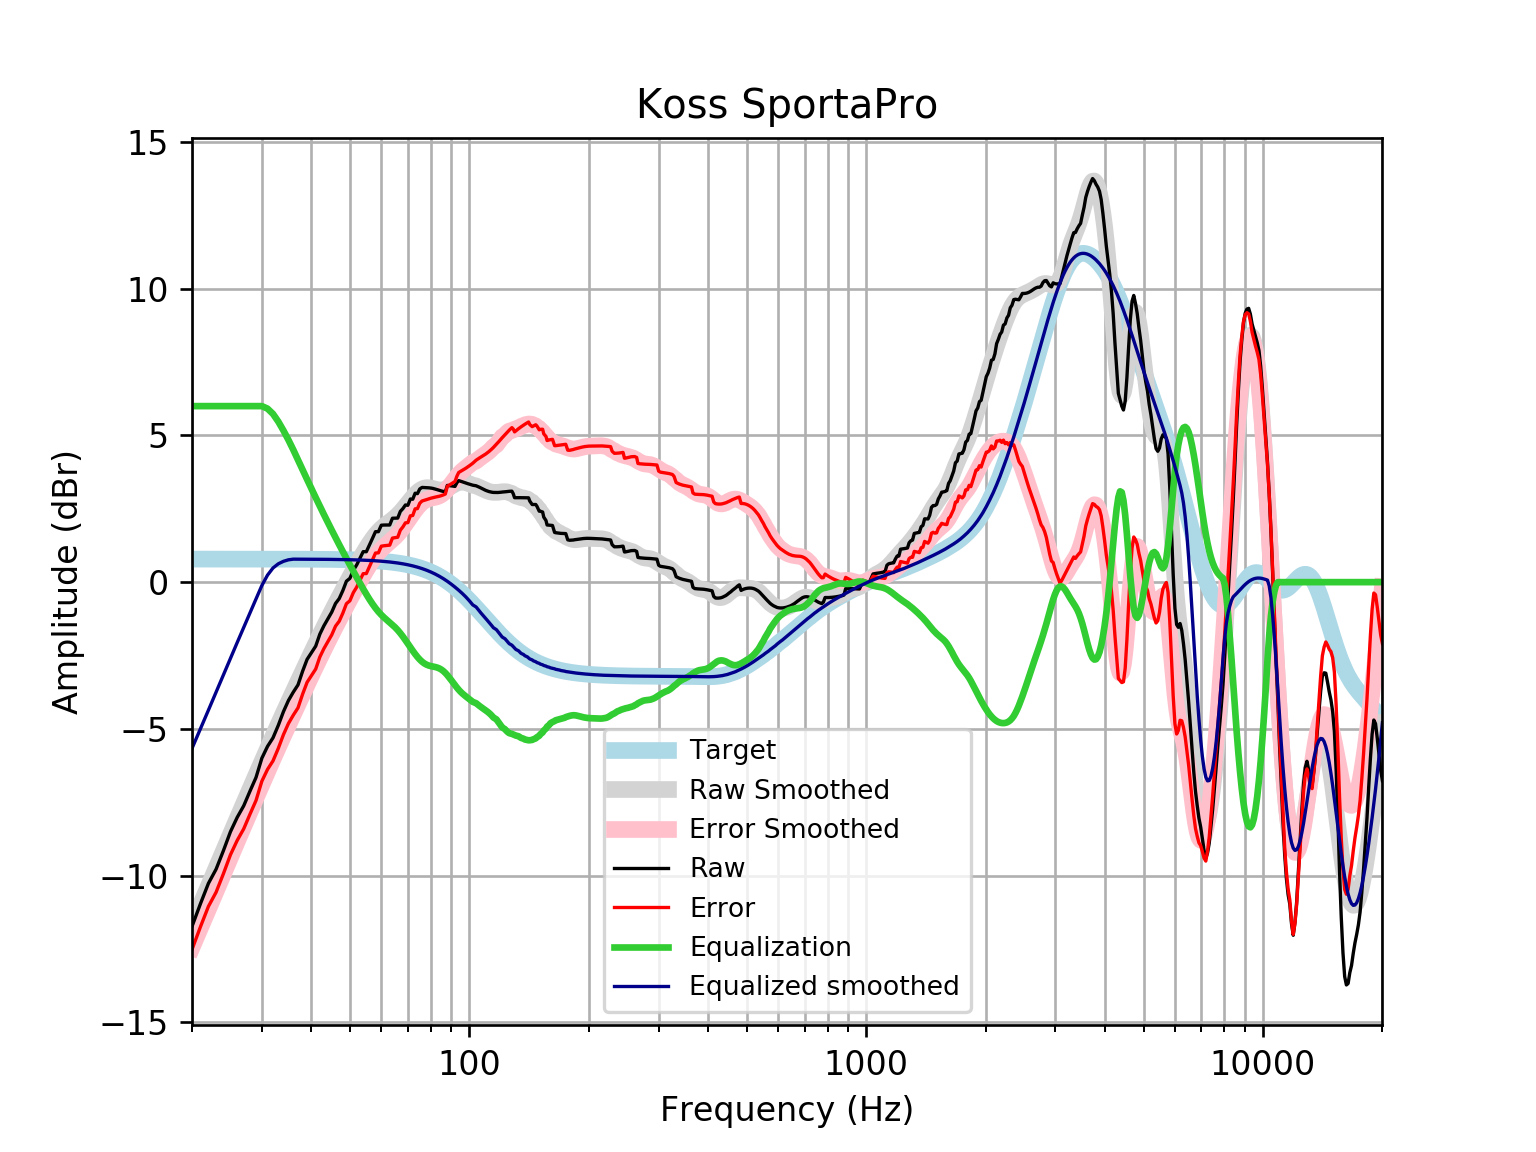 Koss SportaPro
15
10
5
0
−5
−10
−15
Amplitude (dBr)
Target
Raw Smoothed
Error Smoothed
Raw
Error
Equalization
Equalized smoothed
100
1000
10000
Frequency (Hz)